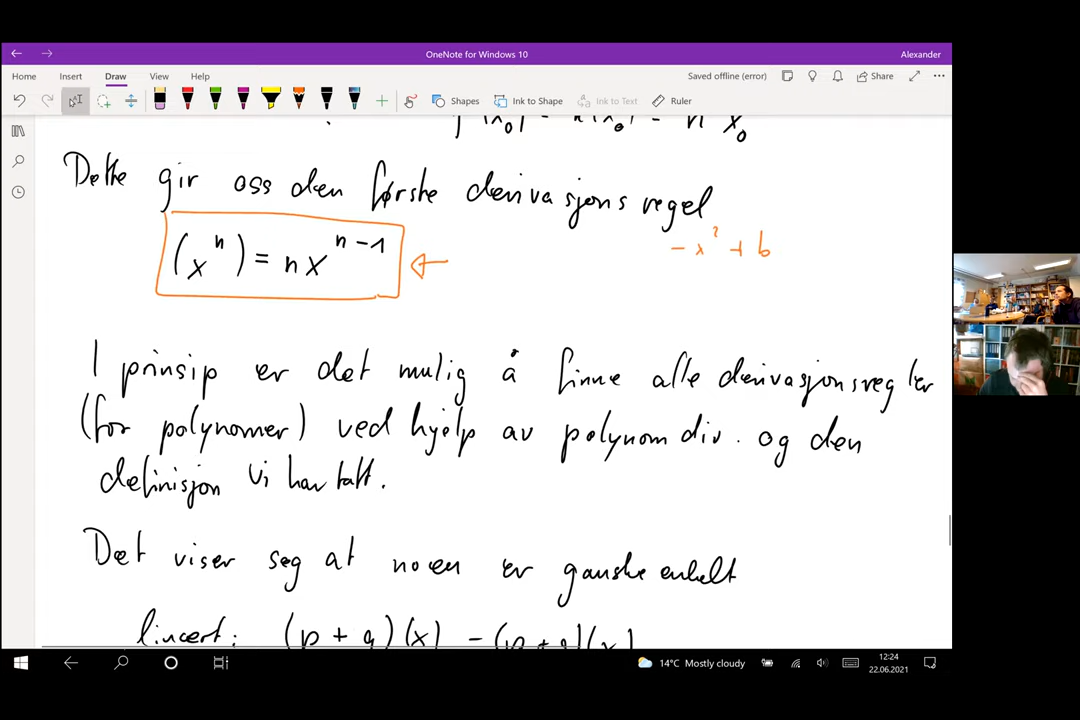 OneNote for Windows 10
Alexander
Home Insert Draw View Help
Saved offline (error)
Share
Shapes
Ink to Shape
Ink to Text
Ruler
Dette gir oss den første derivasjons regel
(x^n) = n x^{n-1} ←
- x² + b
I prinsip er det mulig å finne alle derivasjonsregler
(for polynomer) ved hjelp av polynomdiv. og den
definisjon vi har tatt.
Det viser seg at noen er ganske enkelt
lineært: (p + q)(x) - (p + q)(x)
14°C Mostly cloudy
12:24
22.06.2021